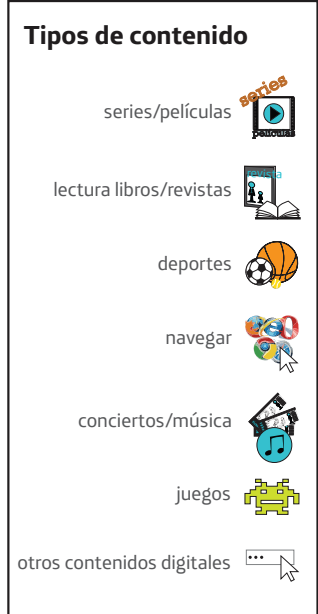 Tipos de contenido
series
series/películas
películas
revista
lectura libros/revistas
deportes
navegar
conciertos/música
juegos
otros contenidos digitales